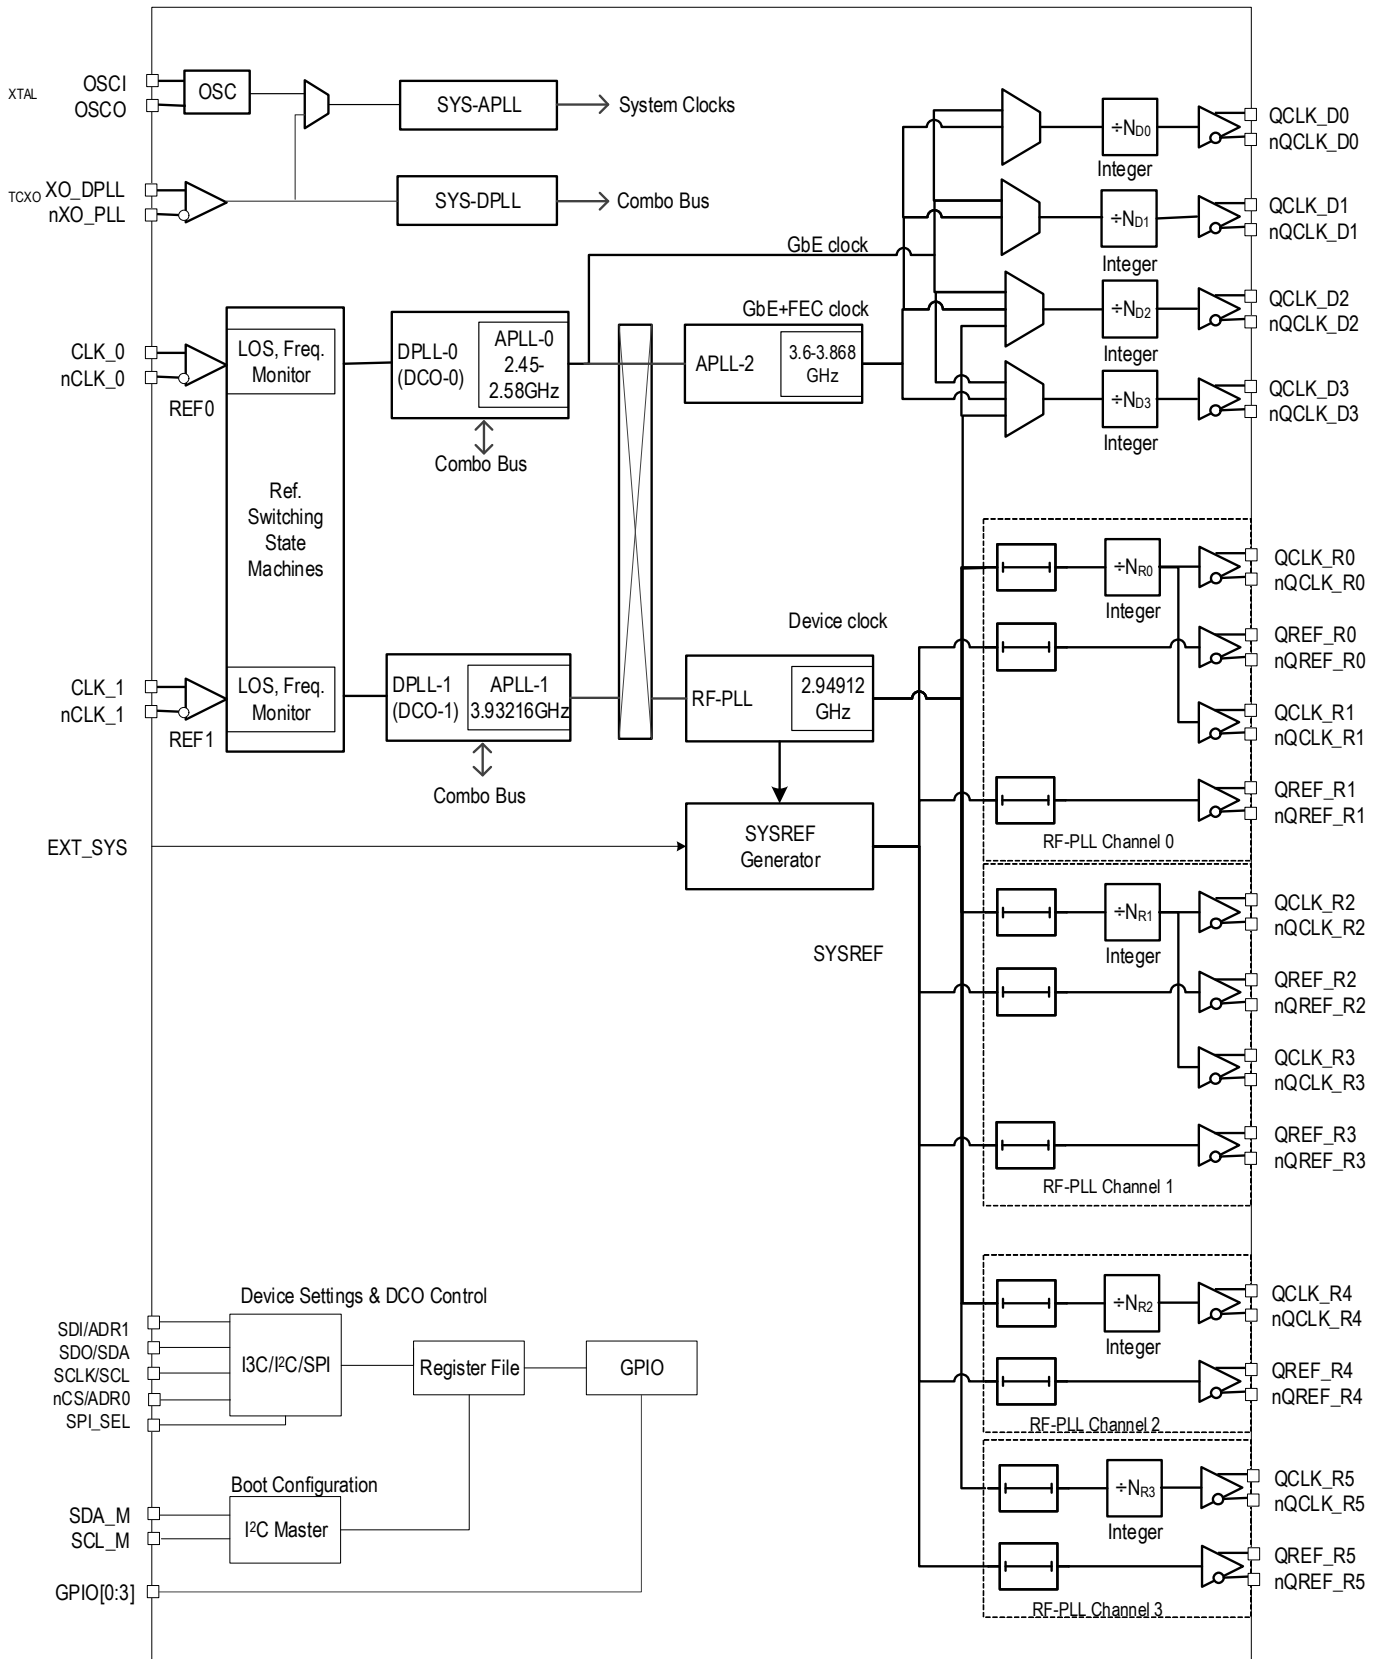 XTAL
OSCI
OSCO
OSC
SYS-APLL
System Clocks
TCXO
XO_DPLL
nXO_PLL
SYS-DPLL
Combo Bus
GbE clock
GbE+FEC clock
CLK_0
nCLK_0
REF0
LOS, Freq.
Monitor
DPLL-0
(DCO-0)
APLL-0
2.45-
2.58GHz
Combo Bus
APLL-2
3.6-3.868
GHz
Ref.
Switching
State
Machines
CLK_1
nCLK_1
REF1
LOS, Freq.
Monitor
DPLL-1
(DCO-1)
APLL-1
3.93216GHz
Combo Bus
Device clock
RF-PLL
2.94912
GHz
EXT_SYS
SYSREF
Generator
SYSREF
÷ND0
Integer
QCLK_D0
nQCLK_D0
÷ND1
Integer
QCLK_D1
nQCLK_D1
÷ND2
Integer
QCLK_D2
nQCLK_D2
÷ND3
Integer
QCLK_D3
nQCLK_D3
÷NR0
Integer
QCLK_R0
nQCLK_R0
QREF_R0
nQREF_R0
QCLK_R1
nQCLK_R1
QREF_R1
nQREF_R1
RF-PLL Channel 0
÷NR1
Integer
QCLK_R2
nQCLK_R2
QREF_R2
nQREF_R2
QCLK_R3
nQCLK_R3
QREF_R3
nQREF_R3
RF-PLL Channel 1
÷NR2
Integer
QCLK_R4
nQCLK_R4
QREF_R4
nQREF_R4
RF-PLL Channel 2
÷NR3
Integer
QCLK_R5
nQCLK_R5
QREF_R5
nQREF_R5
RF-PLL Channel 3
Device Settings & DCO Control
SDI/ADR1
SDO/SDA
SCLK/SCL
nCS/ADR0
SPI_SEL
I3C/I²C/SPI
Register File
GPIO
Boot Configuration
SDA_M
SCL_M
I²C Master
GPIO[0:3]